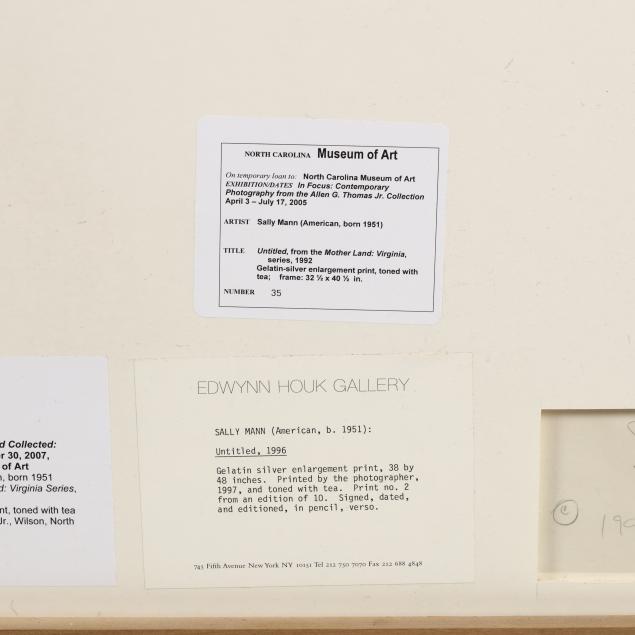 NORTH CAROLINA Museum of Art
On temporary loan to: North Carolina Museum of Art
EXHIBITION/DATES In Focus: Contemporary
Photography from the Allen G. Thomas Jr. Collection
April 3 – July 17, 2005
ARTIST Sally Mann (American, born 1951)
TITLE Untitled, from the Mother Land: Virginia,
series, 1992
Gelatin-silver enlargement print, toned with
tea; frame: 32 ½ x 40 ½ in.
NUMBER 35
d Collected:
r 30, 2007,
of Art
, born 1951
d: Virginia Series,
nt, toned with tea
Jr., Wilson, North
EDWYNN HOUK GALLERY
SALLY MANN (American, b. 1951):
Untitled, 1996
Gelatin silver enlargement print, 38 by
48 inches. Printed by the photographer,
1997, and toned with tea. Print no. 2
from an edition of 10. Signed, dated,
and editioned, in pencil, verso.
745 Fifth Avenue New York NY 10151 Tel 212 750 7070 Fax 212 688 4848
© 19